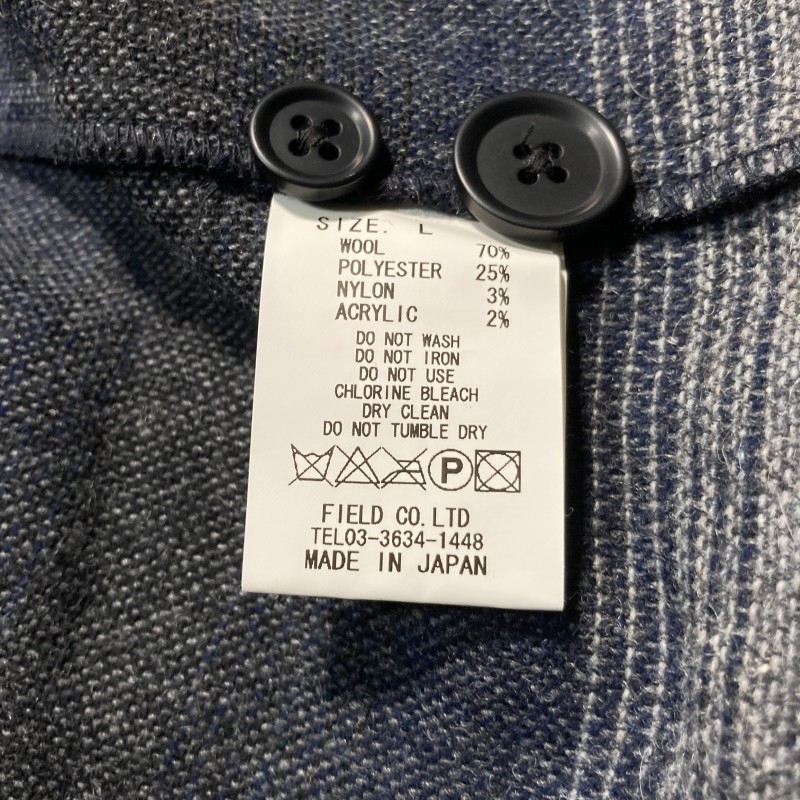 SIZE. L
WOOL 70%
POLYESTER 25%
NYLON 3%
ACRYLIC 2%
DO NOT WASH
DO NOT IRON
DO NOT USE
CHLORINE BLEACH
DRY CLEAN
DO NOT TUMBLE DRY
P
FIELD CO.LTD
TEL03-3634-1448
MADE IN JAPAN